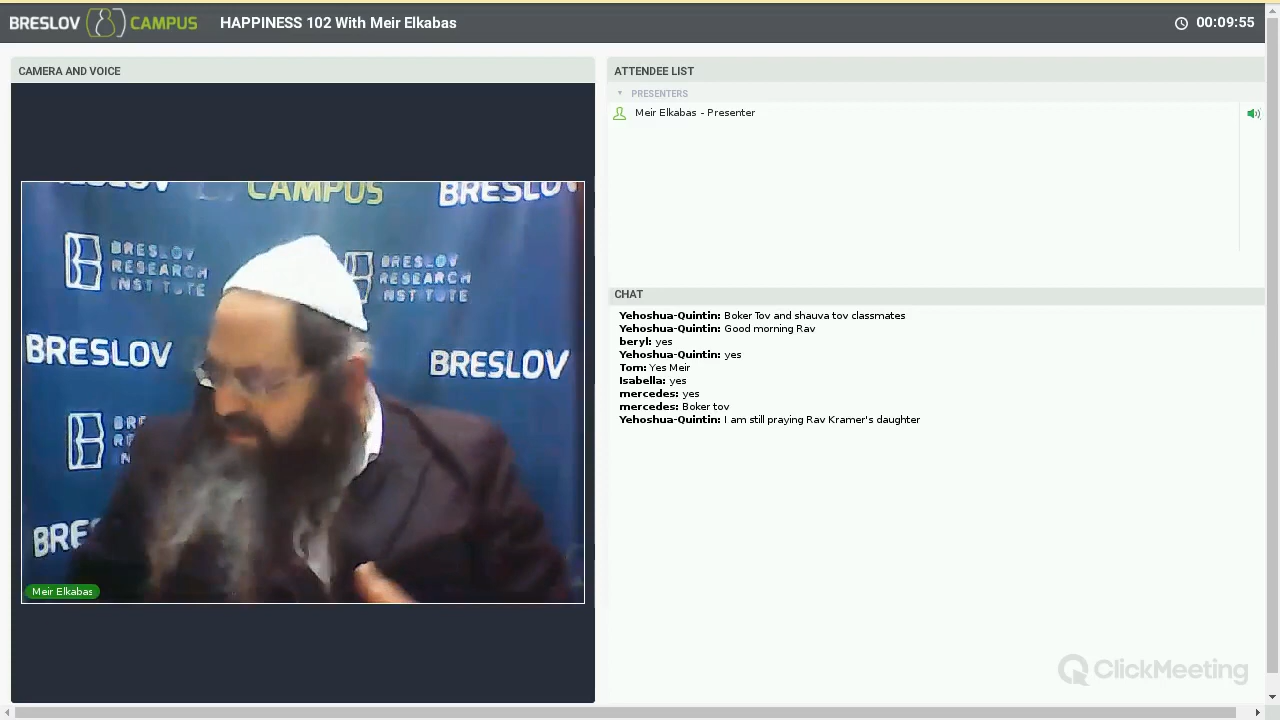 BRESLOV CAMPUS
HAPPINESS 102 With Meir Elkabas
00:09:55
CAMERA AND VOICE
CAMPUS
BRESLOV
BRESLOV
RESEARCH
INSTITUTE
BRESLOV
RESEARCH
INSTITUTE
BRESLOV
BRESLOV
Meir Elkabas
ATTENDEE LIST
PRESENTERS
Meir Elkabas - Presenter
CHAT
Yehoshua-Quintin: Boker Tov and shauva tov classmates
Yehoshua-Quintin: Good morning Rav
beryl: yes
Yehoshua-Quintin: yes
Tom: Yes Meir
Isabella: yes
mercedes: yes
mercedes: Boker tov
Yehoshua-Quintin: I am still praying Rav Kramer's daughter
ClickMeeting